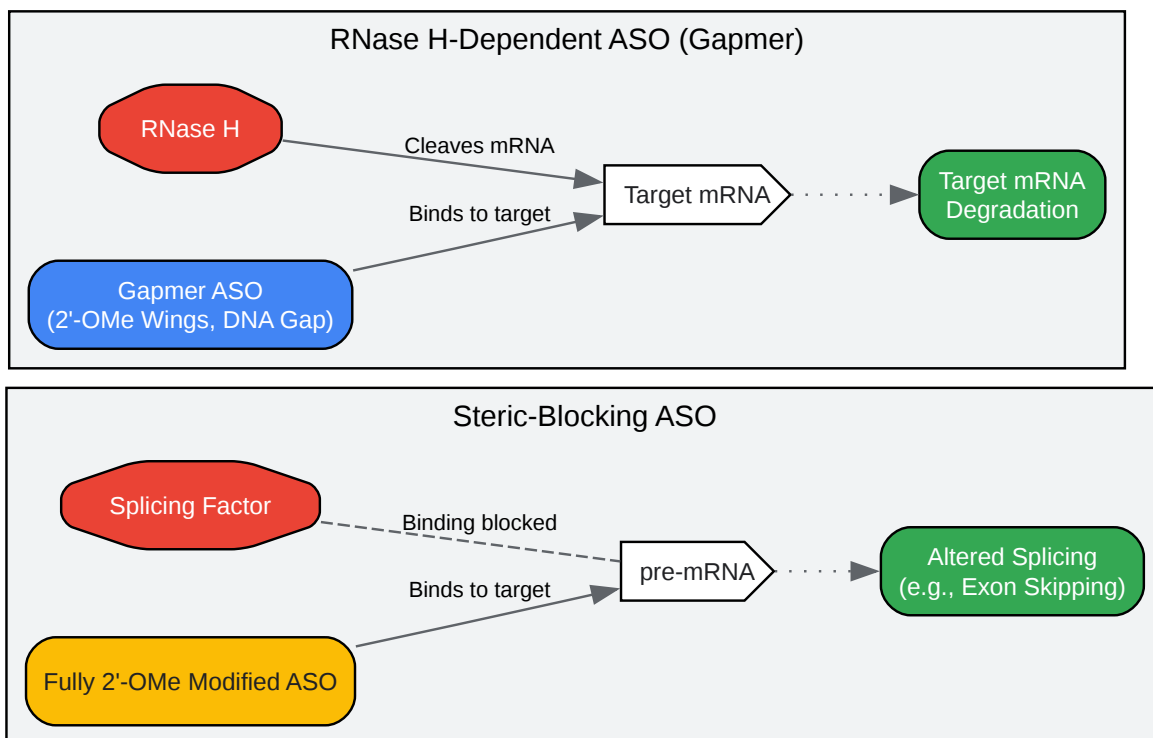 RNase H-Dependent ASO (Gapmer)
RNase H
Cleaves mRNA
Target mRNA
Target mRNA
Degradation
Binds to target
Gapmer ASO
(2'-OMe Wings, DNA Gap)
Steric-Blocking ASO
Splicing Factor
Binding blocked
pre-mRNA
Altered Splicing
(e.g., Exon Skipping)
Binds to target
Fully 2'-OMe Modified ASO